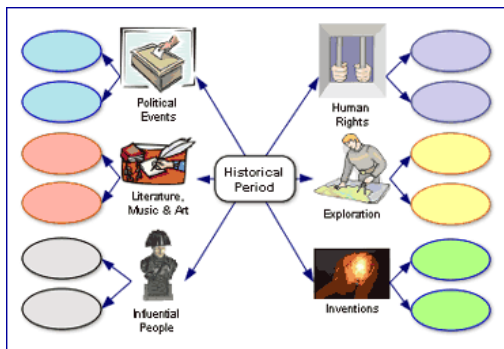 Political
Events
Human
Rights
Historical
Period
Literature,
Music & Art
Exploration
Influential
People
Inventions